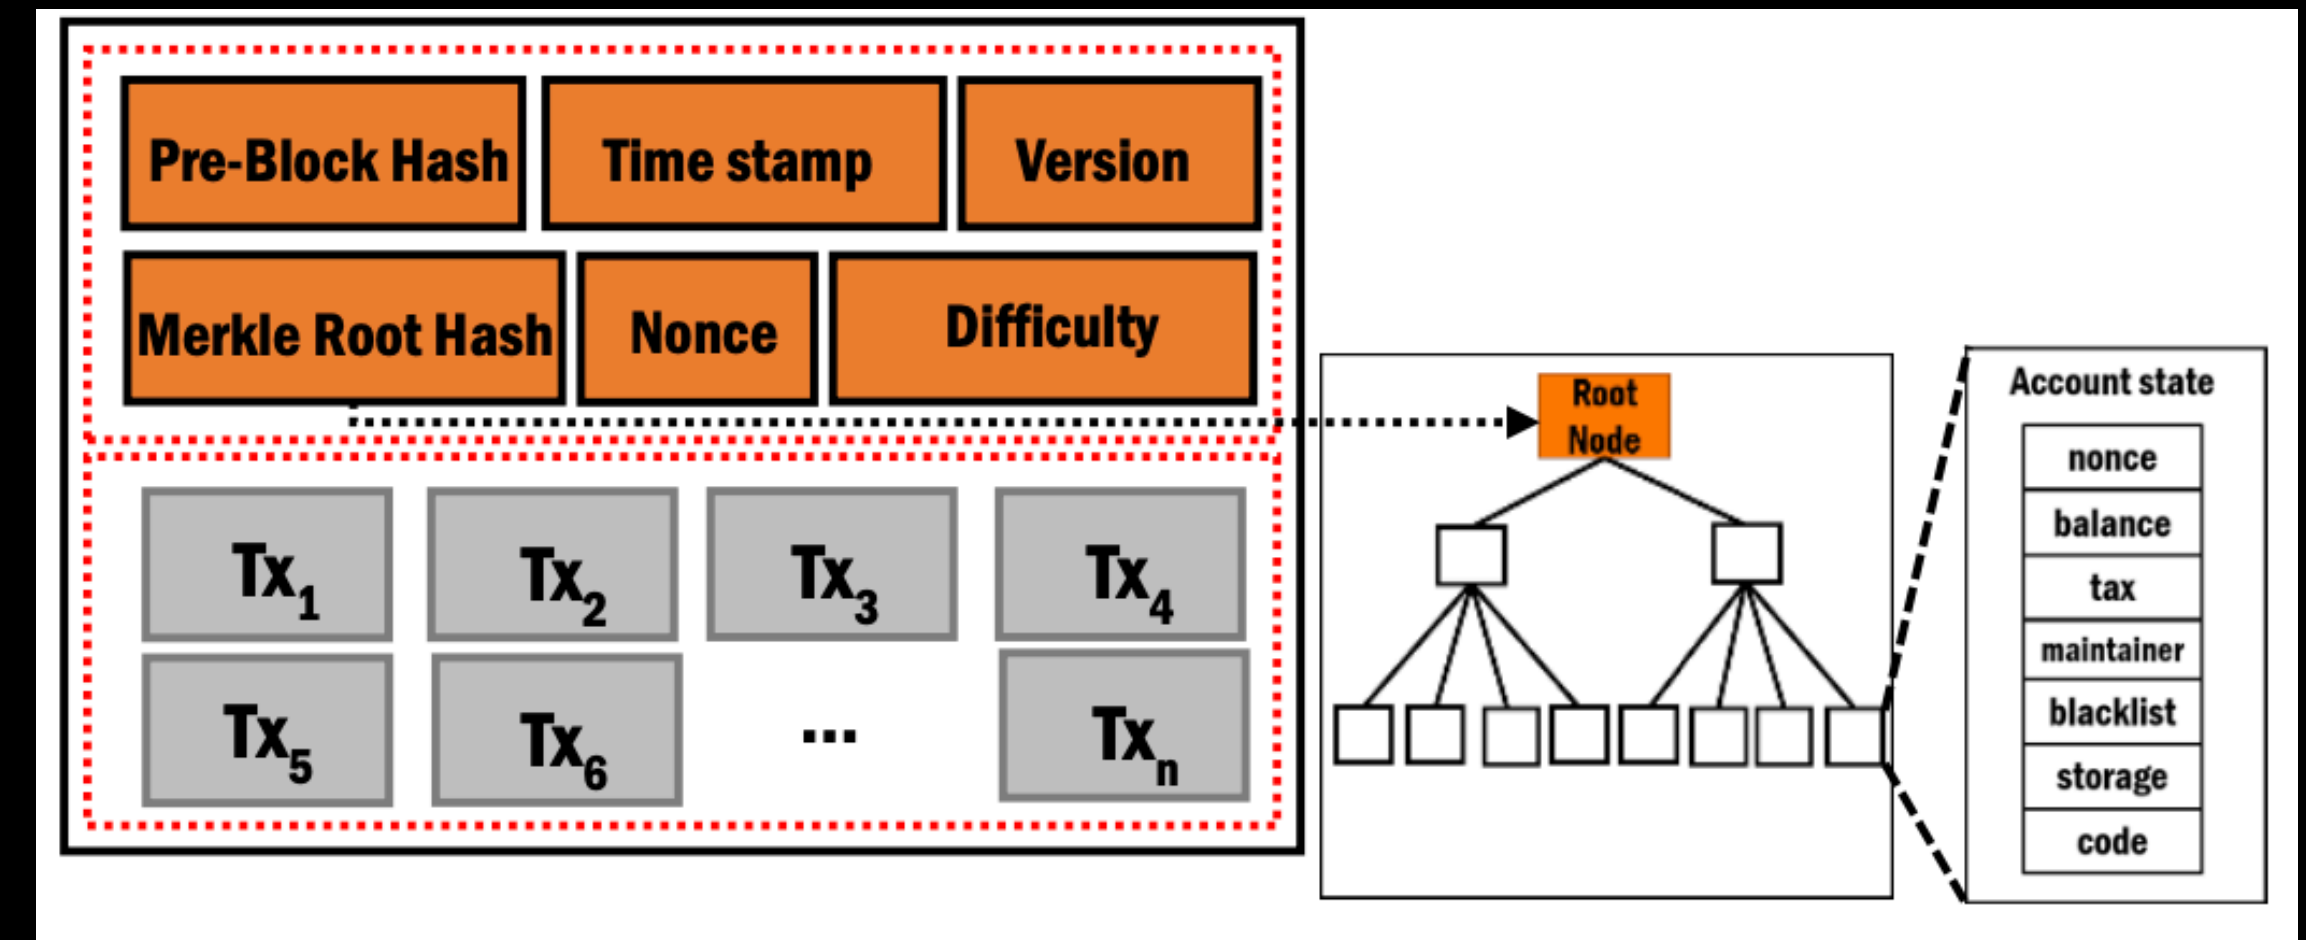 Pre-Block Hash
Time stamp
Version
Merkle Root Hash
Nonce
Difficulty
Tx1
Tx2
Tx3
Tx4
Tx5
Tx6
...
Txn
Root
Node
Account state
nonce
balance
tax
maintainer
blacklist
storage
code